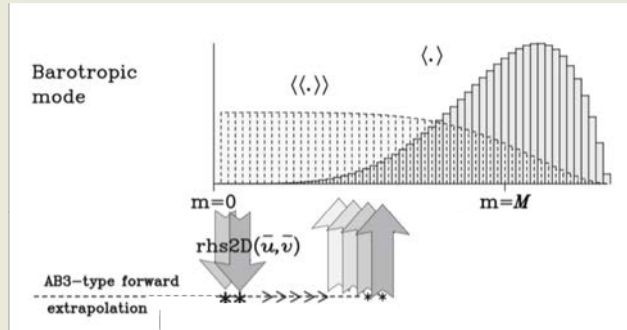 ⟨.⟩
⟨⟨.⟩⟩
Barotropic
mode
m=0
m=M
rhs2D(ū,v̄)
AB3-type forward
** >>>>> **
extrapolation